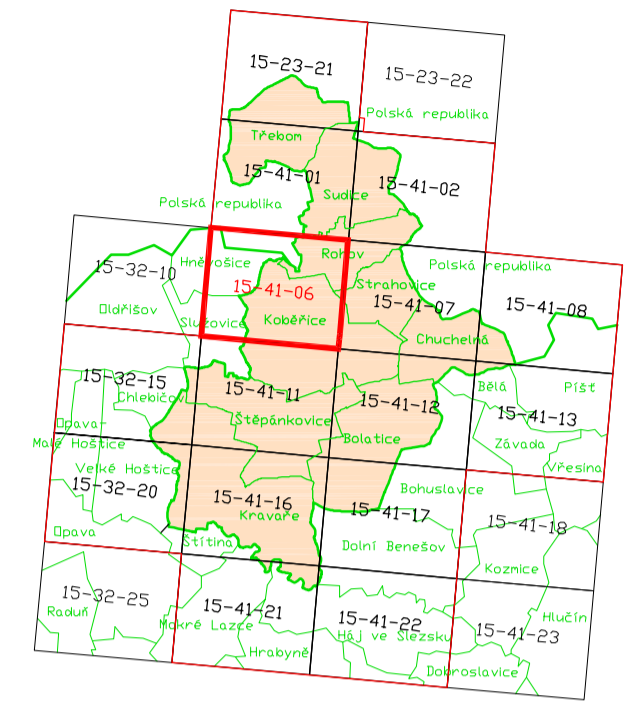 15-23-21
15-23-22
Polská republika
Třebom
15-41-01
15-41-02
Sudice
Polská republika
Hněvošice
Rohov
Polská republika
15-32-10
15-41-06
Strahovice
15-41-07
15-41-08
Oldřišov
Služovice
Koběřice
Chuchelná
15-32-15
Chlebičov
15-41-11
15-41-12
Bělá
Píšť
15-41-13
Opava-
Malé Hoštice
Štěpánkovice
Bolatice
Závada
Velké Hoštice
Vřesina
15-32-20
15-41-16
Kravaře
Bohuslavice
15-41-17
15-41-18
Opava
Štítina
Dolní Benešov
Kozmice
15-32-25
Raduň
15-41-21
Mokré Lazce
15-41-22
Háj ve Slezsku
15-41-23
Hlučín
Hrabyně
Dobroslavice